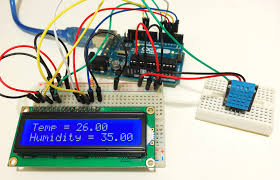 Temp = 26.00
Humidity = 35.00